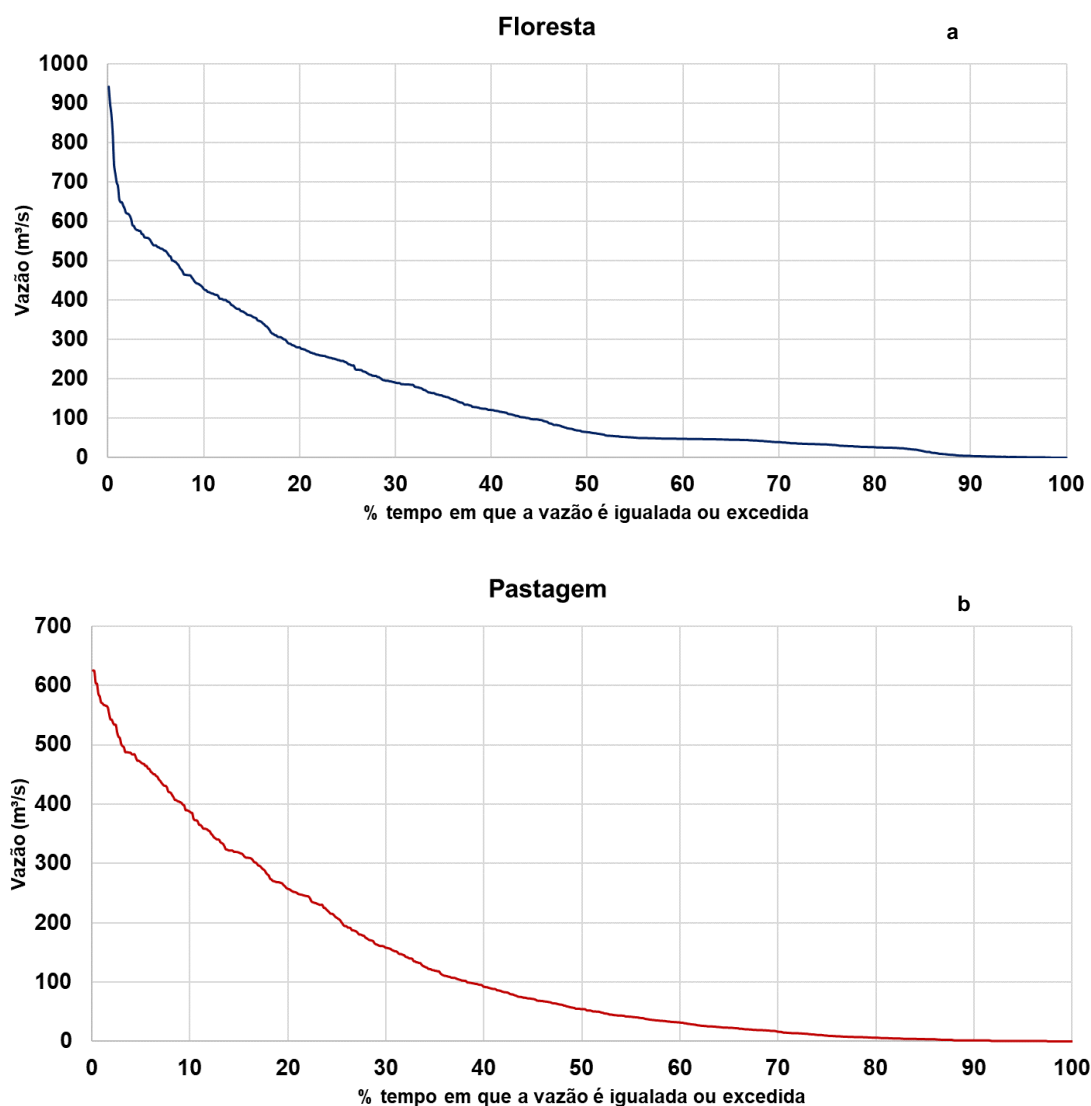 Floresta
a
Vazão (m³/s)
1000
900
800
700
600
500
400
300
200
100
0
0 10 20 30 40 50 60 70 80 90 100
% tempo em que a vazão é igualada ou excedida
Pastagem
b
Vazão (m³/s)
700
600
500
400
300
200
100
0
0 10 20 30 40 50 60 70 80 90 100
% tempo em que a vazão é igualada ou excedida